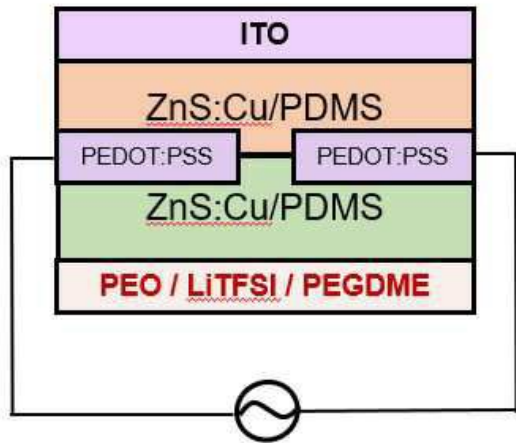 ITO
ZnS:Cu/PDMS
PEDOT:PSS PEDOT:PSS
ZnS:Cu/PDMS
PEO / LiTFSI / PEGDME